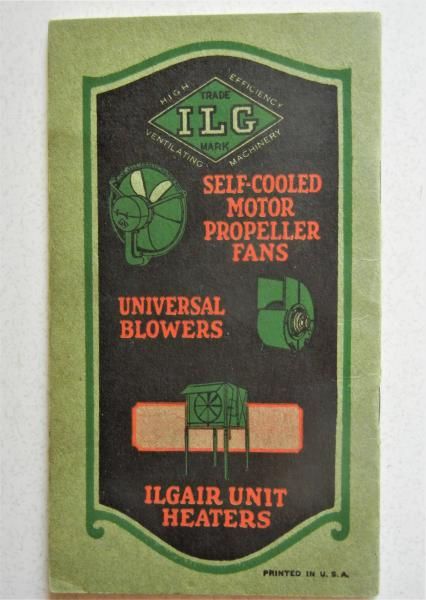 HIGH EFFICIENCY
TRADE
ILG
MARK
VENTILATING MACHINERY
SELF-COOLED
MOTOR
PROPELLER
FANS
UNIVERSAL
BLOWERS
ILGAIR UNIT
HEATERS
PRINTED IN U. S. A.